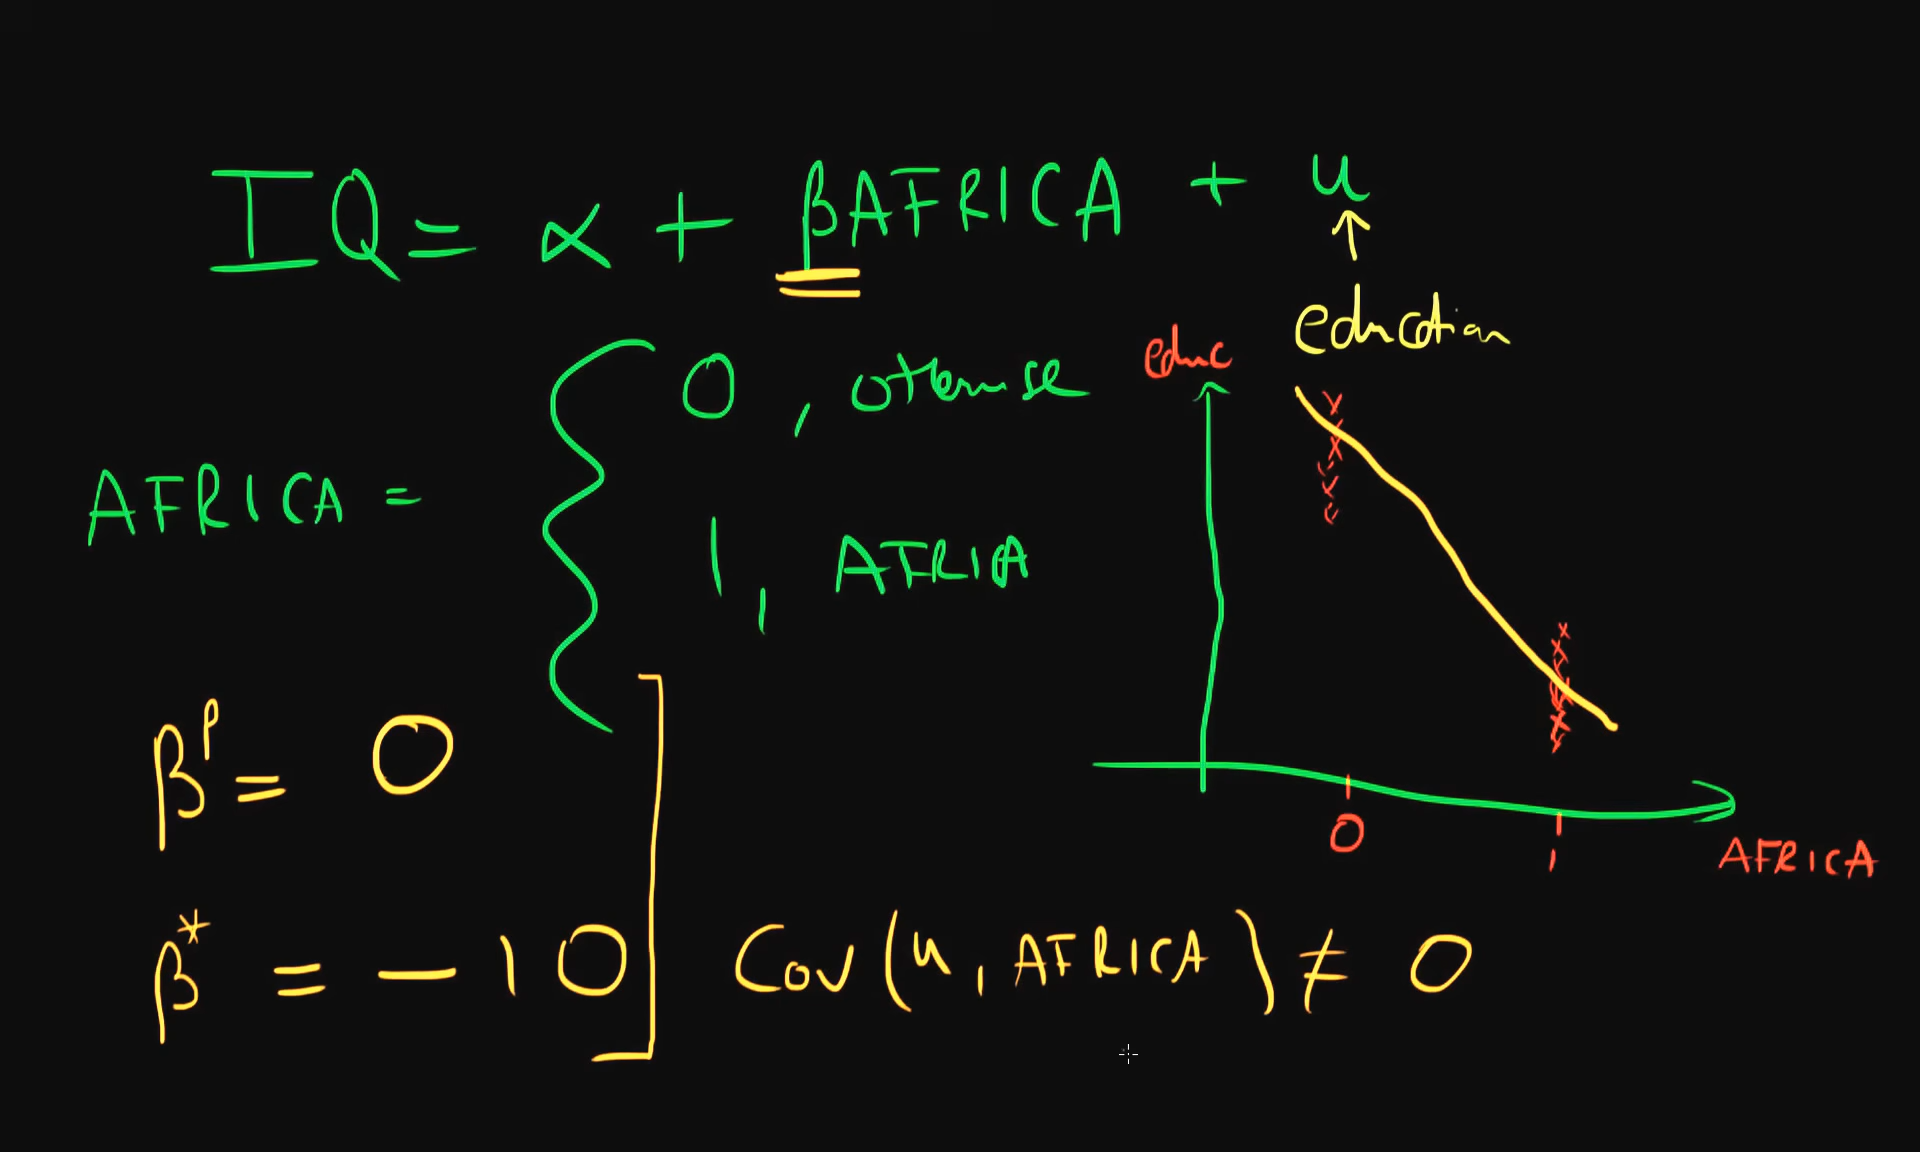 IQ = α + βAFRICA + u
education
educ
0, otherwise
AFRICA =
1, AFRICA
β^p = 0
0
1
AFRICA
β* = -10
Cov(u, AFRICA) ≠ 0